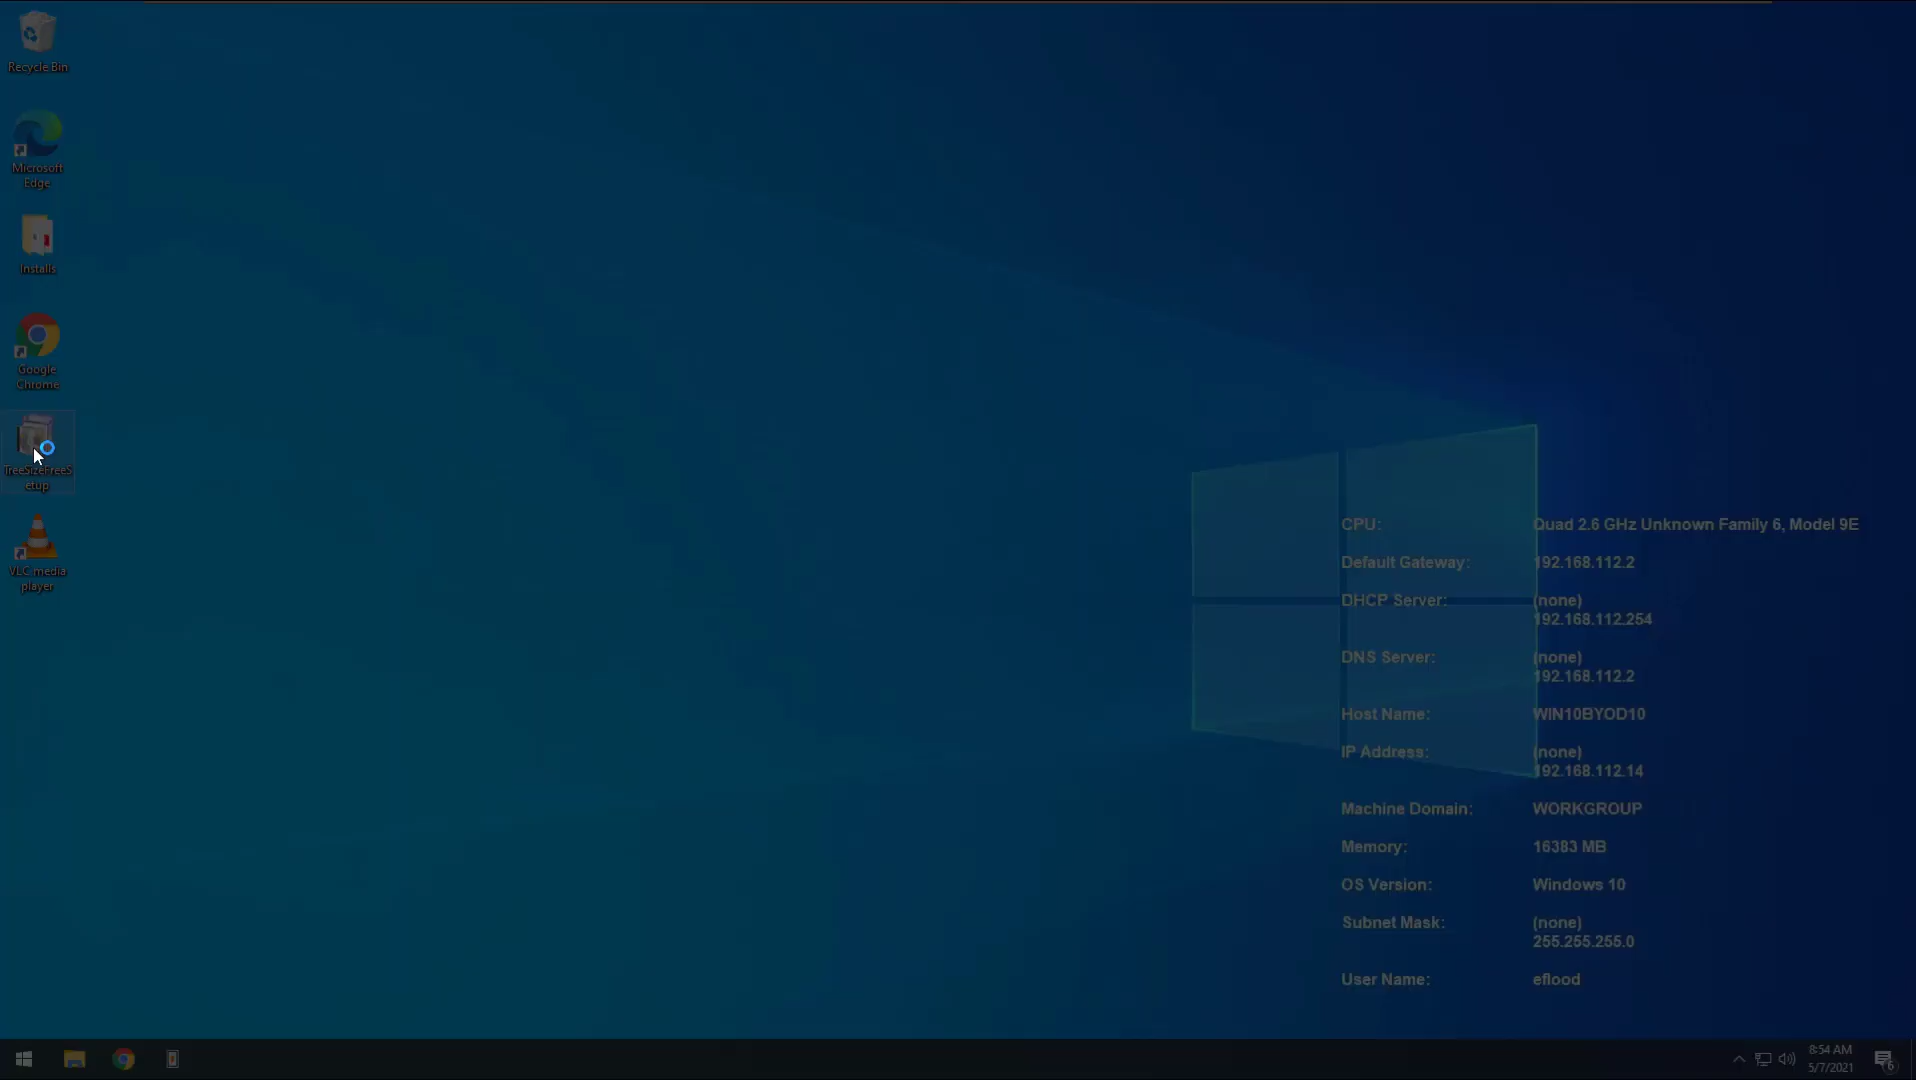 Recycle Bin
Microsoft
Edge
Installs
Google
Chrome
TreeSizeFreeS
etup
VLC media
player
CPU: Quad 2.6 GHz Unknown Family 6, Model 9E
Default Gateway: 192.168.112.2
DHCP Server: (none)
192.168.112.254
DNS Server: (none)
192.168.112.2
Host Name: WIN10BYOD10
IP Address: (none)
192.168.112.14
Machine Domain: WORKGROUP
Memory: 16383 MB
OS Version: Windows 10
Subnet Mask: (none)
255.255.255.0
User Name: eflood
8:54 AM
5/7/2021
6